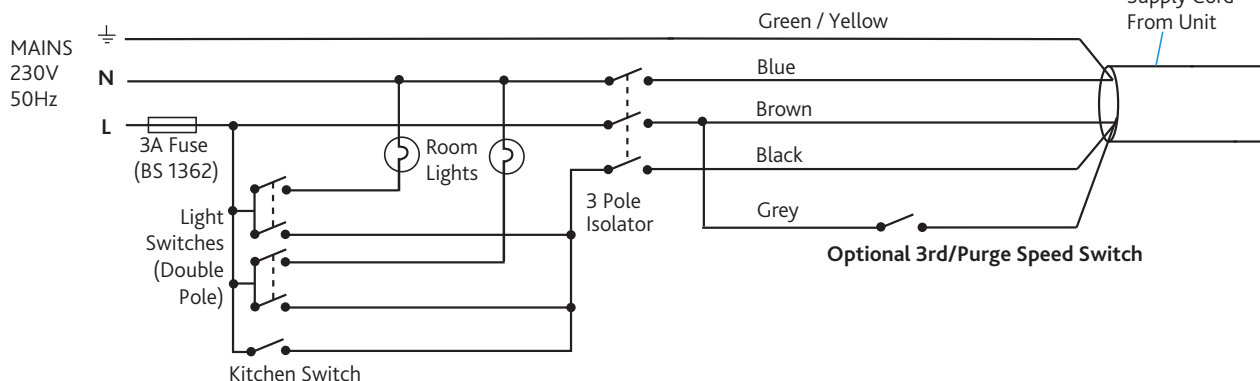 Supply Cord
From Unit
Green / Yellow
MAINS
230V
50Hz
N
Blue
L
Brown
3A Fuse
(BS 1362)
Room
Lights
Black
3 Pole
Isolator
Grey
Light
Switches
(Double
Pole)
Optional 3rd/Purge Speed Switch
Kitchen Switch